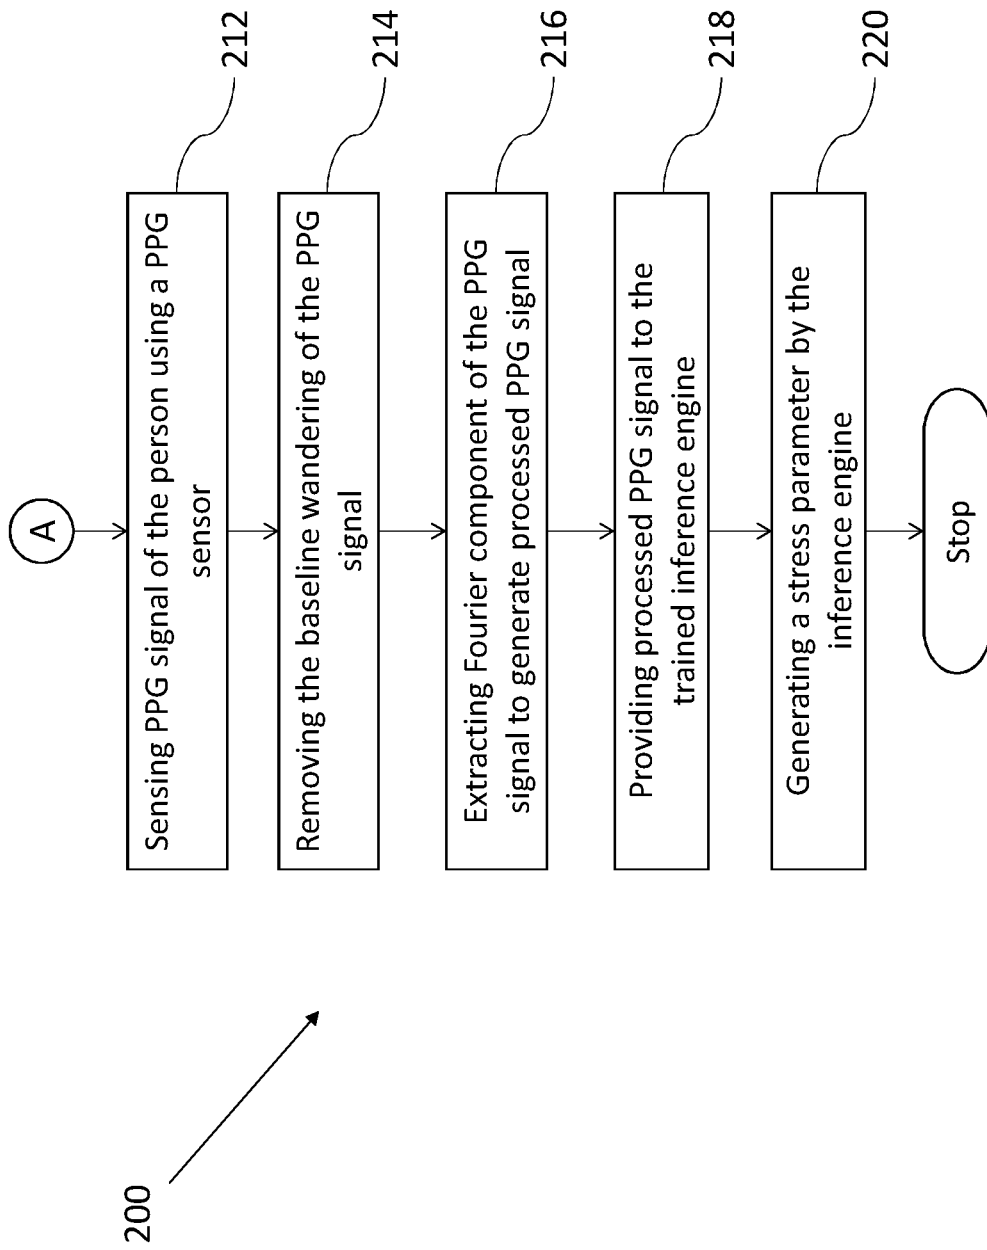 A
Sensing PPG signal of the person using a PPG
sensor
212
Removing the baseline wandering of the PPG
signal
214
Extracting Fourier component of the PPG
signal to generate processed PPG signal
216
Providing processed PPG signal to the
trained inference engine
218
Generating a stress parameter by the
inference engine
220
Stop
200